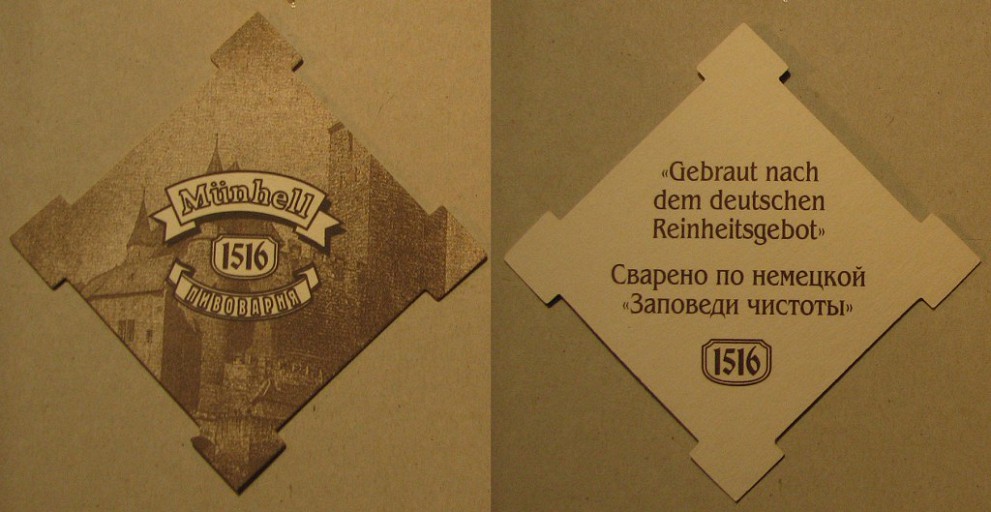 Münhell
1516
ПИВОВАРНЯ
«Gebraut nach
dem deutschen
Reinheitsgebot»
Сварено по немецкой
«Заповеди чистоты»
1516